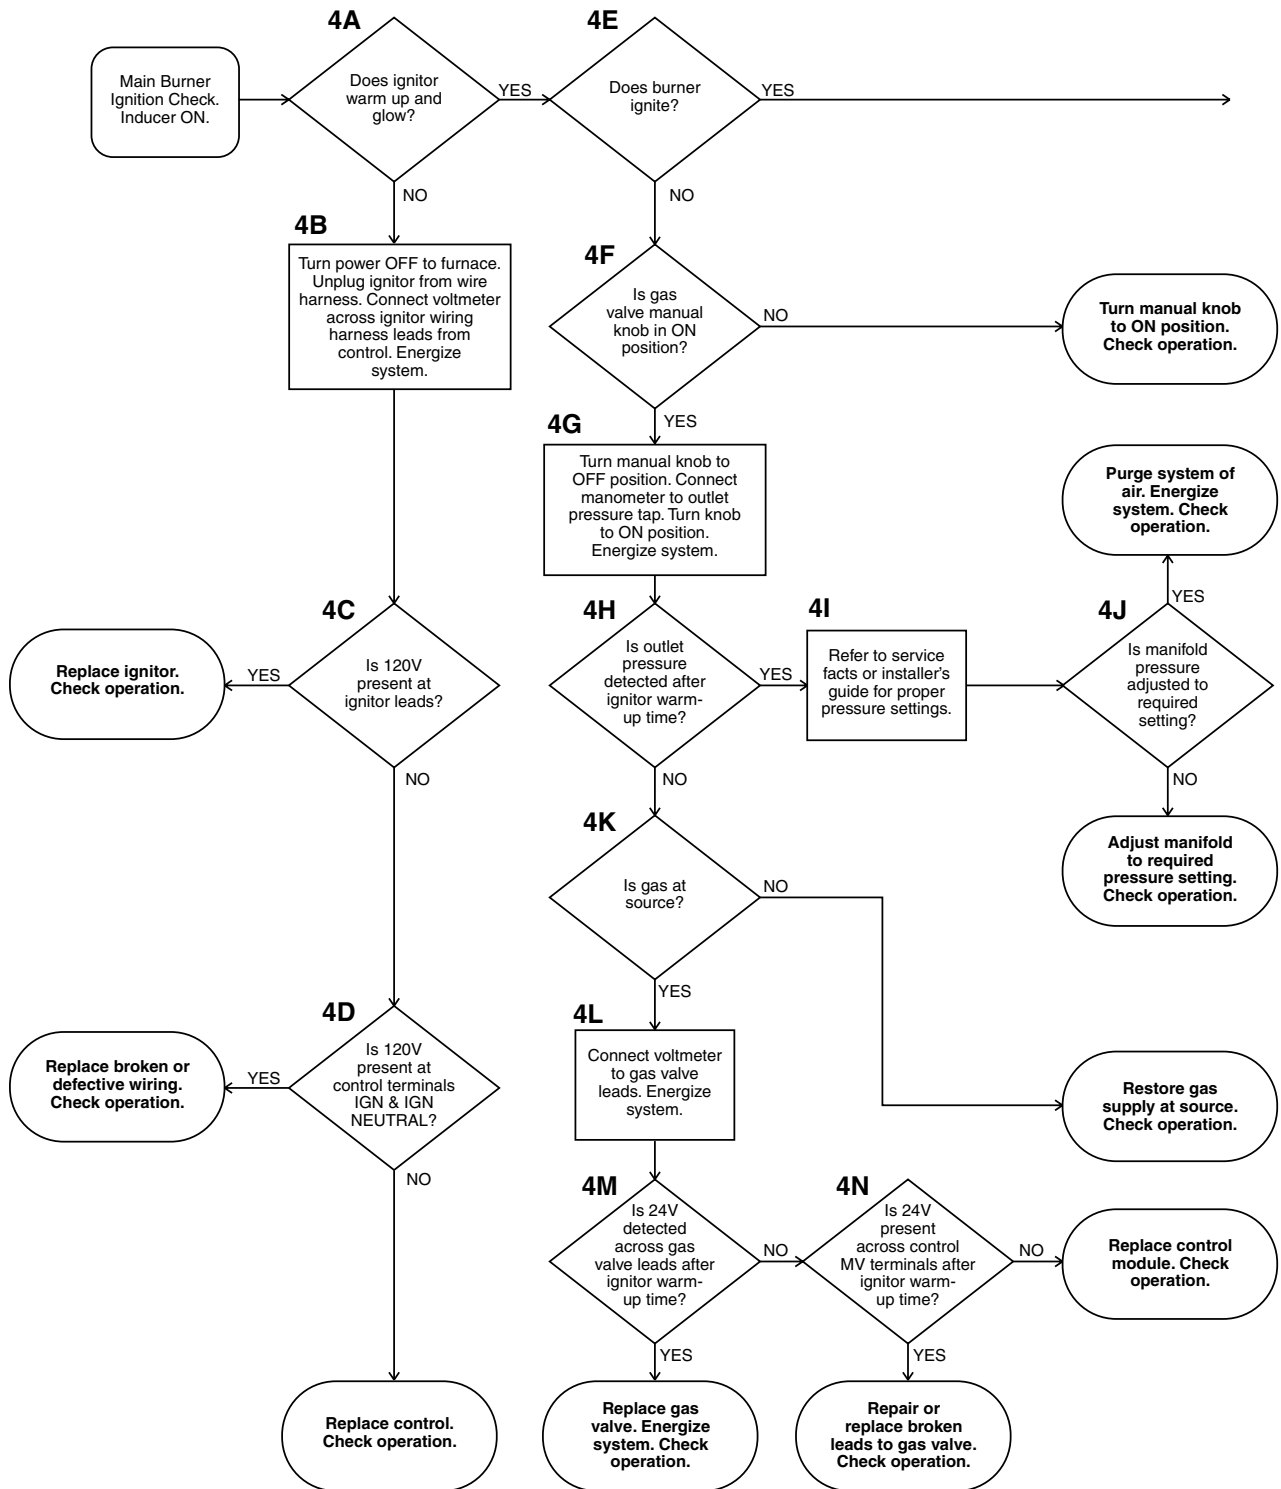 4A
4E
Main Burner
Ignition Check.
Inducer ON.
Does ignitor
warm up and
glow?
YES
Does burner
ignite?
YES
NO
NO
4B
Turn power OFF to furnace.
Unplug ignitor from wire
harness. Connect voltmeter
across ignitor wiring
harness leads from
control. Energize
system.
4F
Is gas
valve manual
knob in ON
position?
NO
Turn manual knob
to ON position.
Check operation.
YES
4G
Turn manual knob to
OFF position. Connect
manometer to outlet
pressure tap. Turn knob
to ON position.
Energize system.
Purge system of
air. Energize
system. Check
operation.
YES
4C
Is 120V
present at
ignitor leads?
YES
Replace ignitor.
Check operation.
NO
4H
Is outlet
pressure
detected after
ignitor warm-
up time?
YES
4I
Refer to service
facts or installer's
guide for proper
pressure settings.
4J
Is manifold
pressure
adjusted to
required
setting?
NO
NO
Adjust manifold
to required
pressure setting.
Check operation.
4K
Is gas at
source?
NO
YES
Restore gas
supply at source.
Check operation.
4D
Is 120V
present at
control terminals
IGN & IGN
NEUTRAL?
YES
Replace broken or
defective wiring.
Check operation.
NO
Replace control.
Check operation.
4L
Connect voltmeter
to gas valve
leads. Energize
system.
4M
Is 24V
detected
across gas
valve leads after
ignitor warm-
up time?
NO
4N
Is 24V
present
across control
MV terminals after
ignitor warm-
up time?
NO
Replace control
module. Check
operation.
YES
YES
Replace gas
valve. Energize
system. Check
operation.
Repair or
replace broken
leads to gas valve.
Check operation.